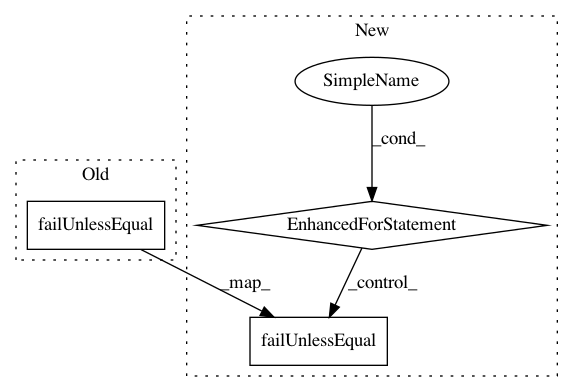 New
SimpleName
_cond_
Old
failUnlessEqual
EnhancedForStatement
_map_
_control_
failUnlessEqual